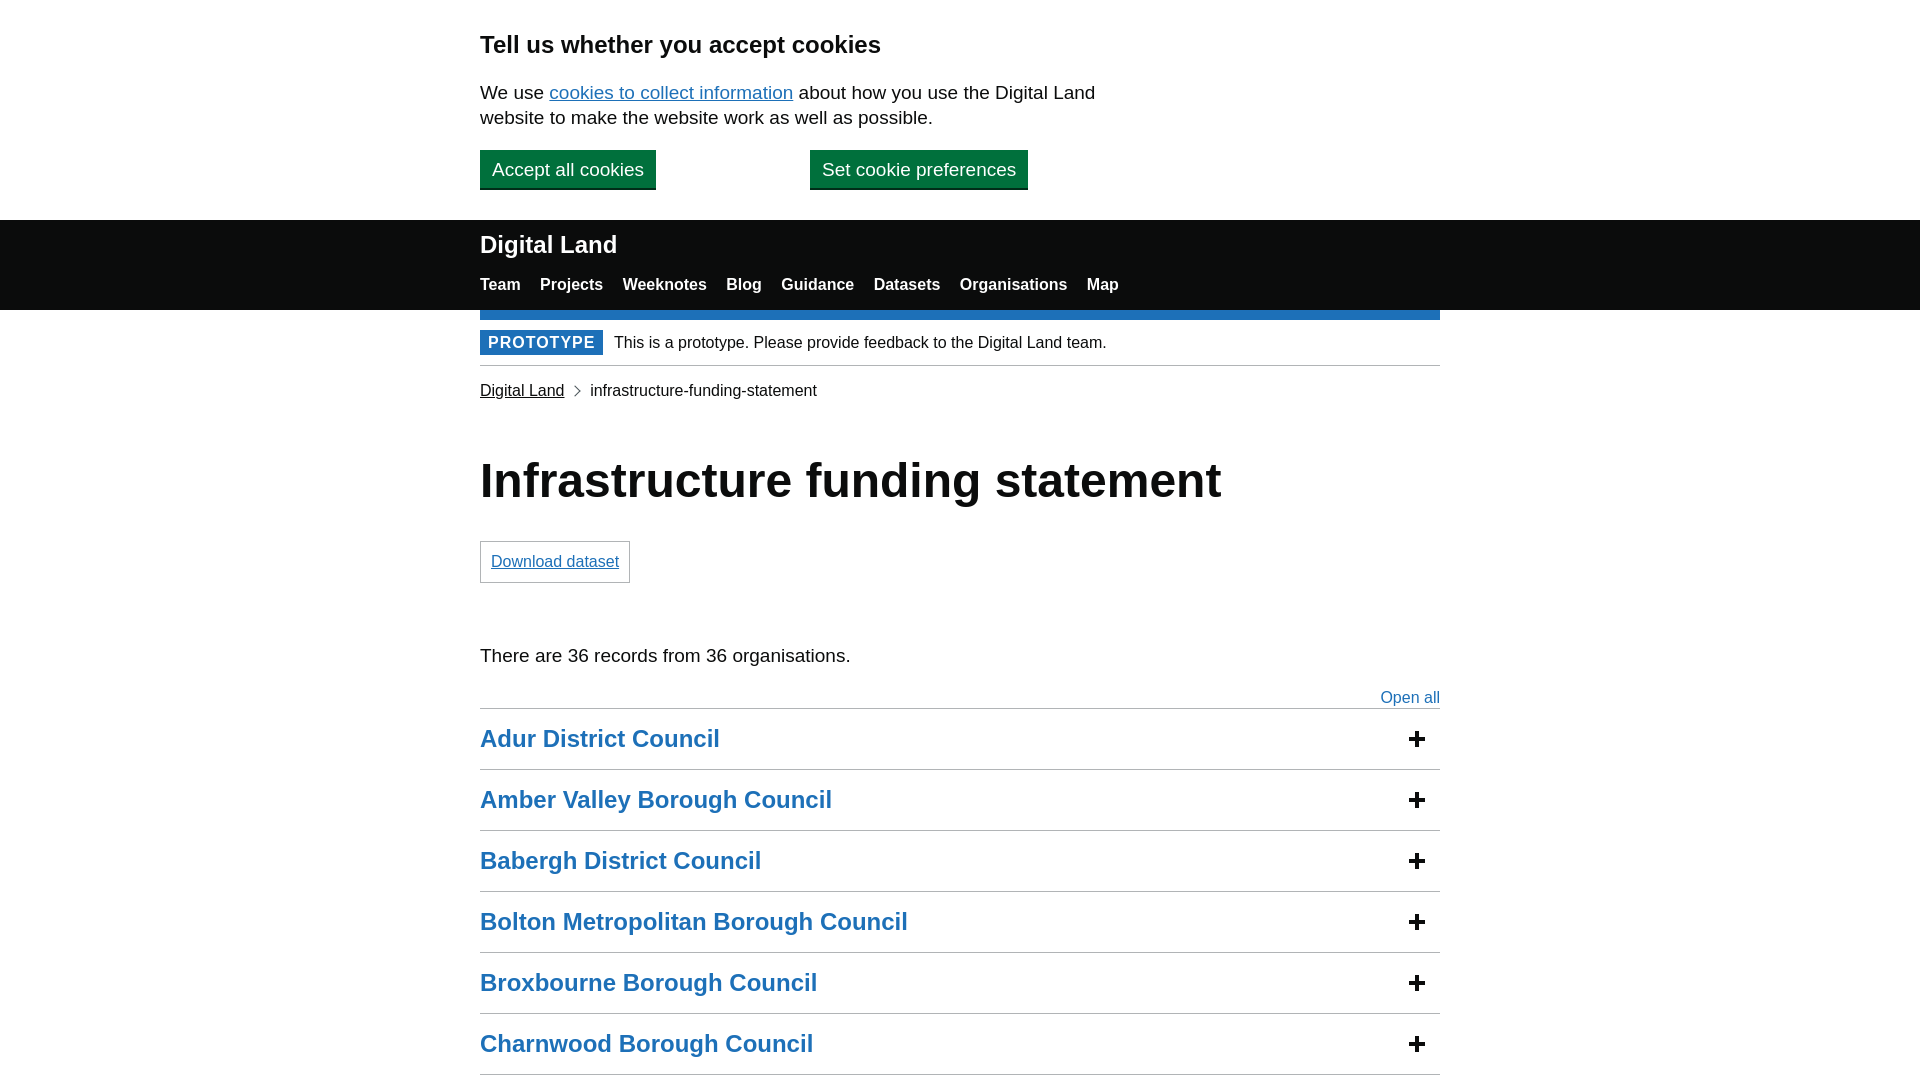 Tell us whether you accept cookies
We use cookies to collect information about how you use the Digital Land
website to make the website work as well as possible.
Accept all cookies
Set cookie preferences
Digital Land
Team Projects Weeknotes Blog Guidance Datasets Organisations Map
PROTOTYPE This is a prototype. Please provide feedback to the Digital Land team.
Digital Land infrastructure-funding-statement
Infrastructure funding statement
Download dataset
There are 36 records from 36 organisations.
Open all
Adur District Council
Amber Valley Borough Council
Babergh District Council
Bolton Metropolitan Borough Council
Broxbourne Borough Council
Charnwood Borough Council